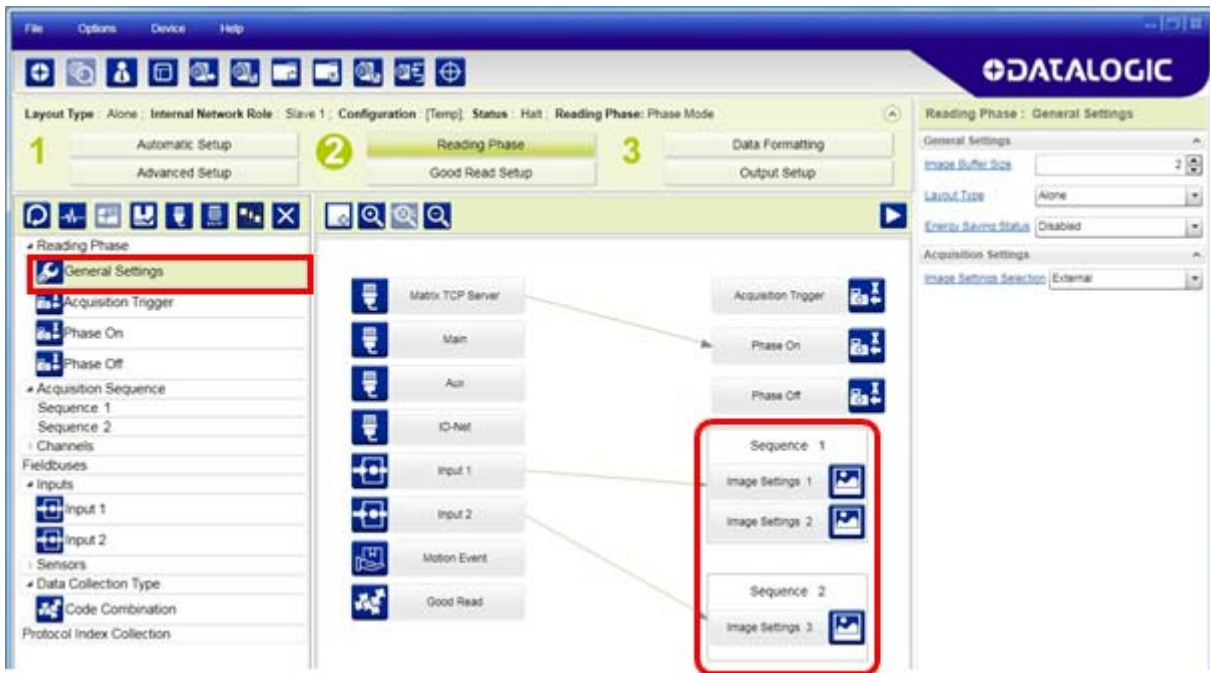 File Options Device Help
DATALOGIC
Layout Type : Alone ; Internal Network Role : Slave 1 ; Configuration : [Temp]; Status : Halt ; Reading Phase: Phase Mode
1 Automatic Setup 2 Reading Phase 3 Data Formatting
Advanced Setup Good Read Setup Output Setup
Reading Phase
General Settings
Acquisition Trigger
Phase On
Phase Off
Acquisition Sequence
Sequence 1
Sequence 2
Channels
Fieldbuses
Inputs
Input 1
Input 2
Sensors
Data Collection Type
Code Combination
Protocol Index Collection
Matrix TCP Server
Main
Aux
IO-Net
Input 1
Input 2
Motion Event
Good Read
Acquisition Trigger
Phase On
Phase Off
Sequence 1
Image Settings 1
Image Settings 2
Sequence 2
Image Settings 3
Reading Phase : General Settings
General Settings
Image Buffer Size 2
Layout Type Alone
Energy Saving Status Disabled
Acquisition Settings
Image Settings Selection External